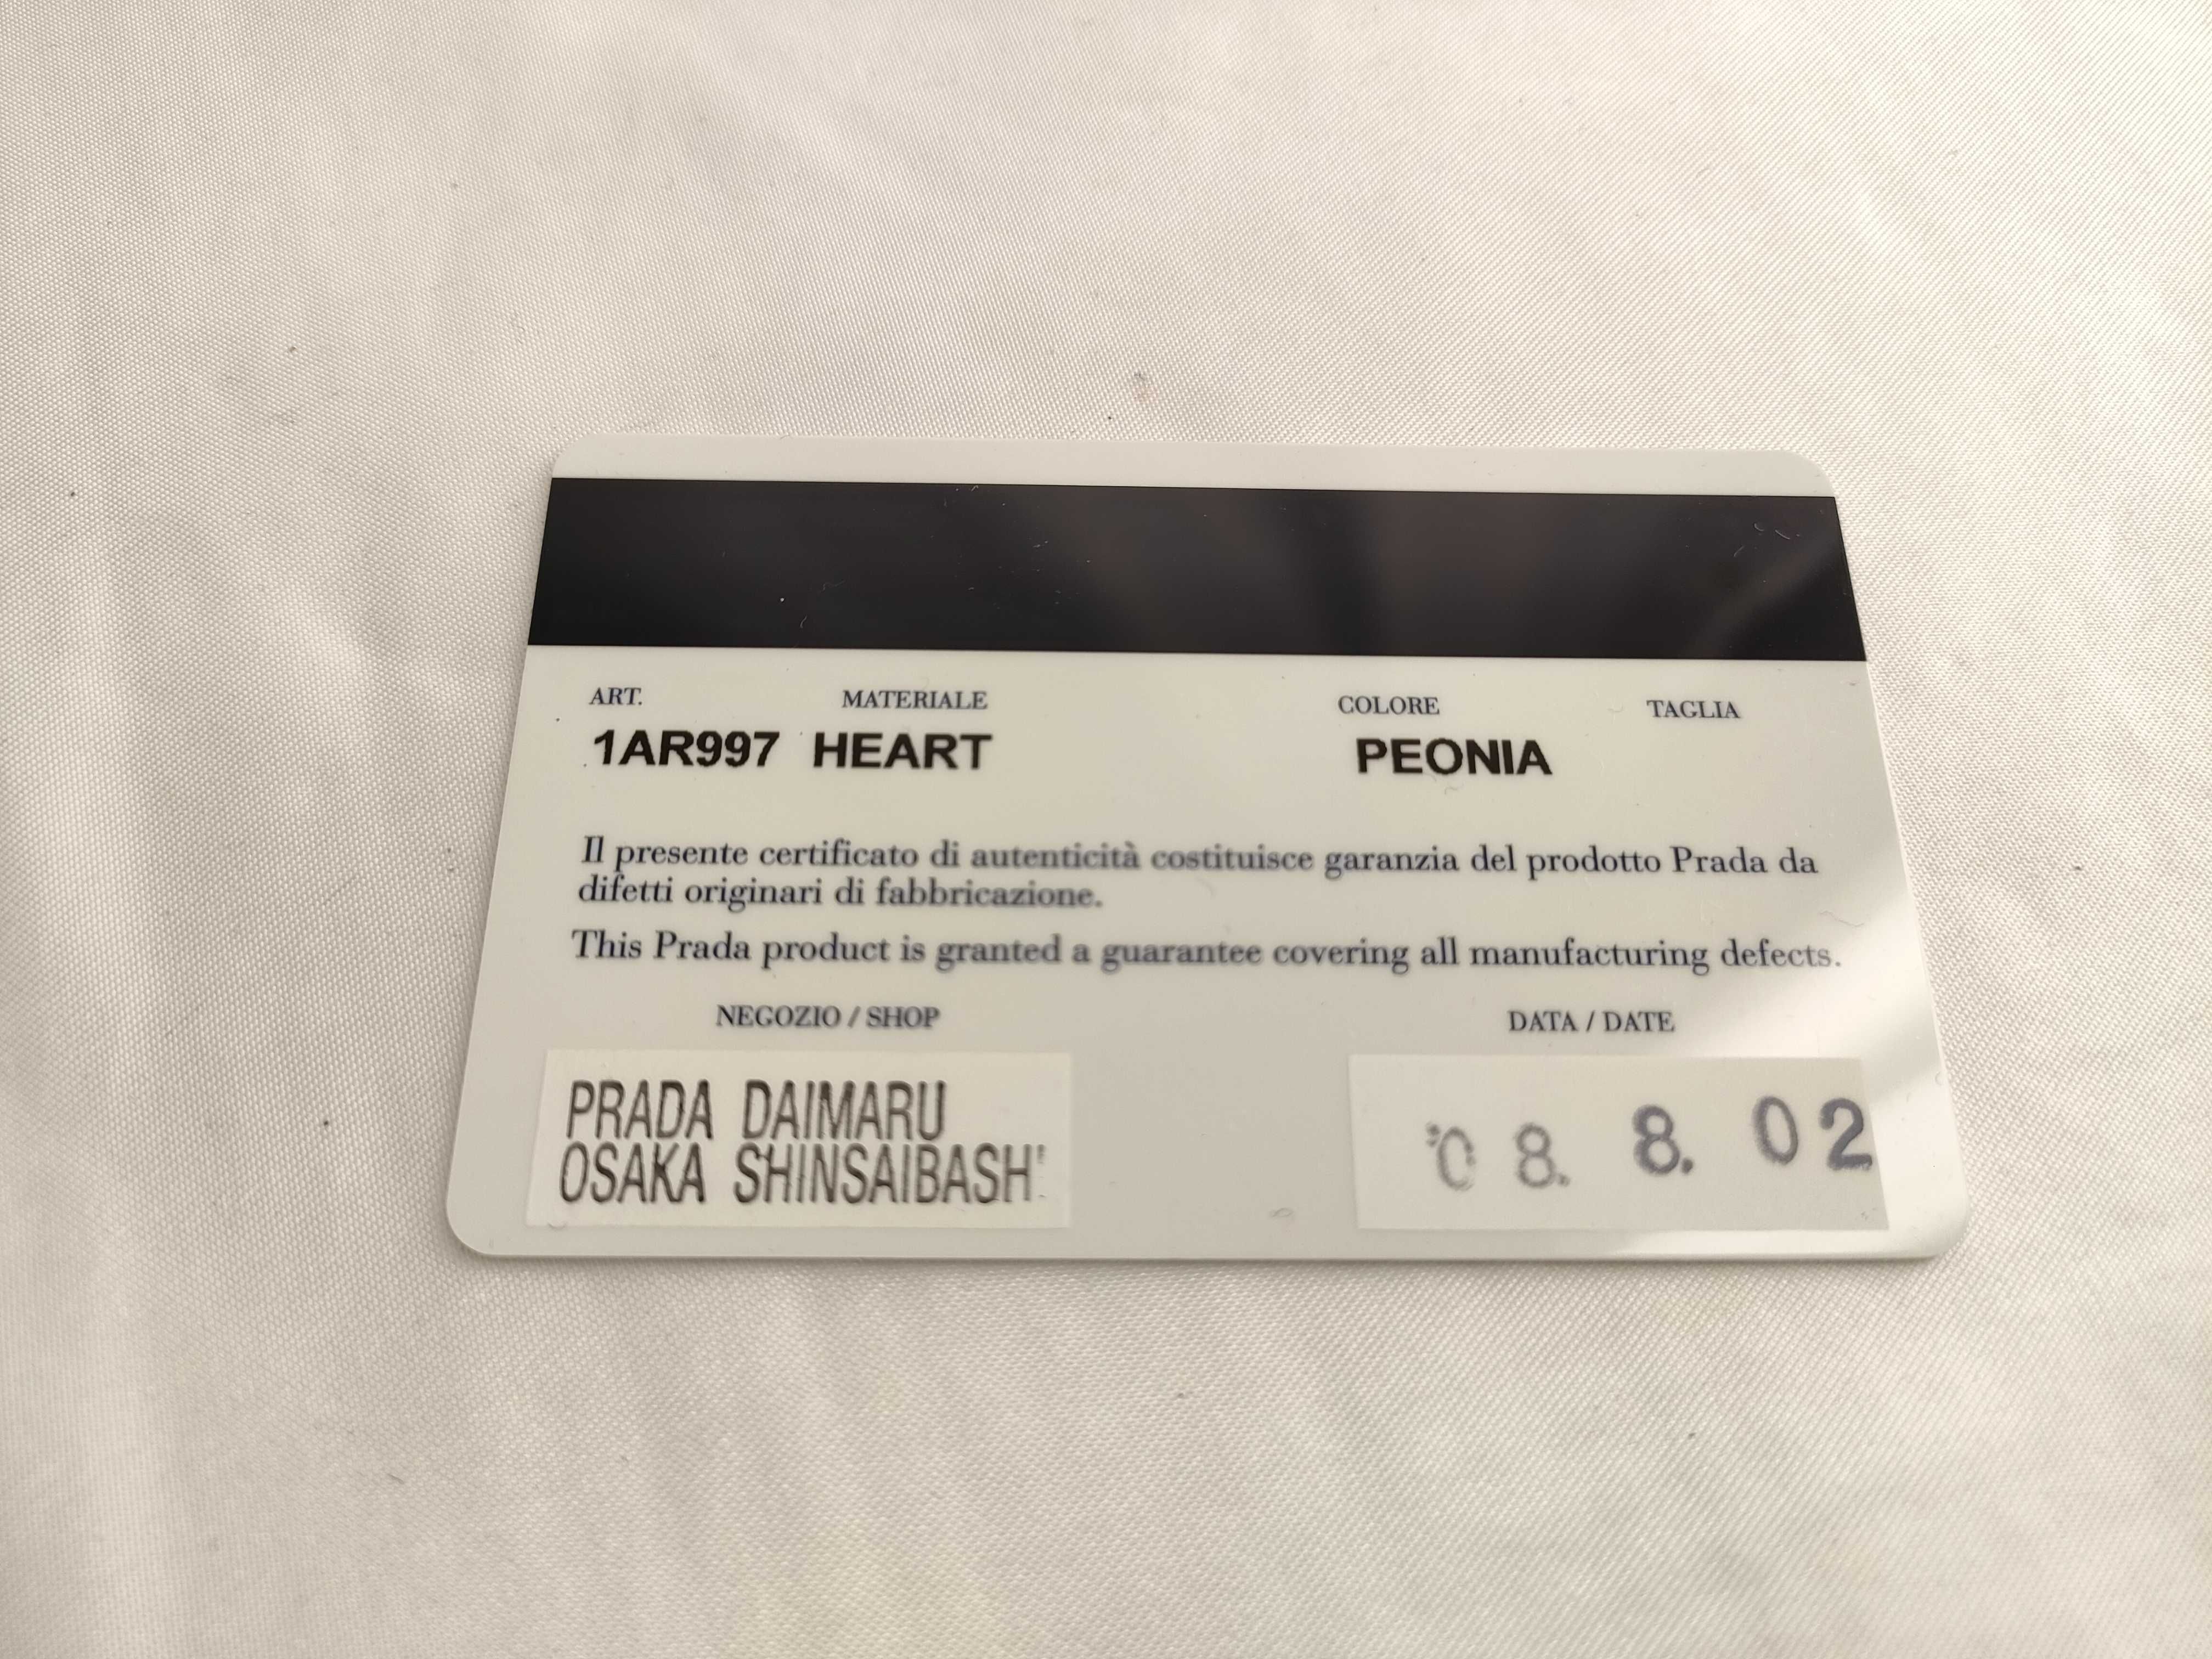 ART. MATERIALE COLORE TAGLIA
1AR997 HEART PEONIA
Il presente certificato di autenticità costituisce garanzia del prodotto Prada da
difetti originari di fabbricazione.
This Prada product is granted a guarantee covering all manufacturing defects.
NEGOZIO / SHOP DATA / DATE
PRADA DAIMARU
OSAKA SHINSAIBASHI
'08. 8. 02